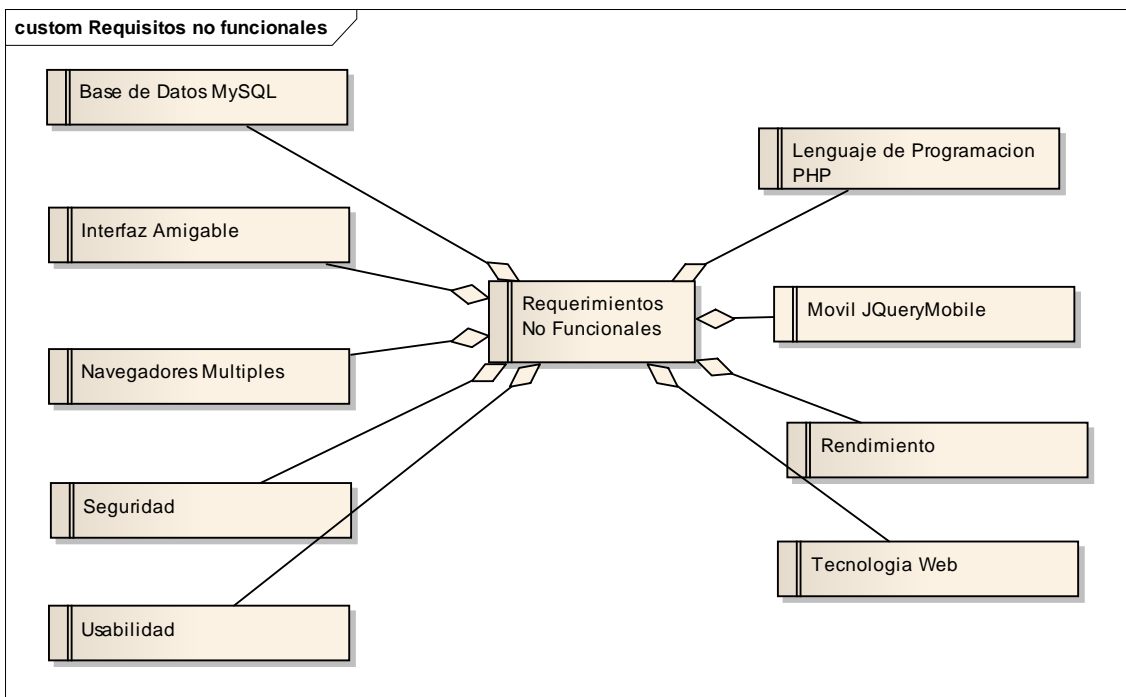 custom Requisitos no funcionales
Base de Datos MySQL
Lenguaje de Programacion
PHP
Interfaz Amigable
Requerimientos
No Funcionales
Movil JQueryMobile
Navegadores Multiples
Rendimiento
Seguridad
Tecnologia Web
Usabilidad